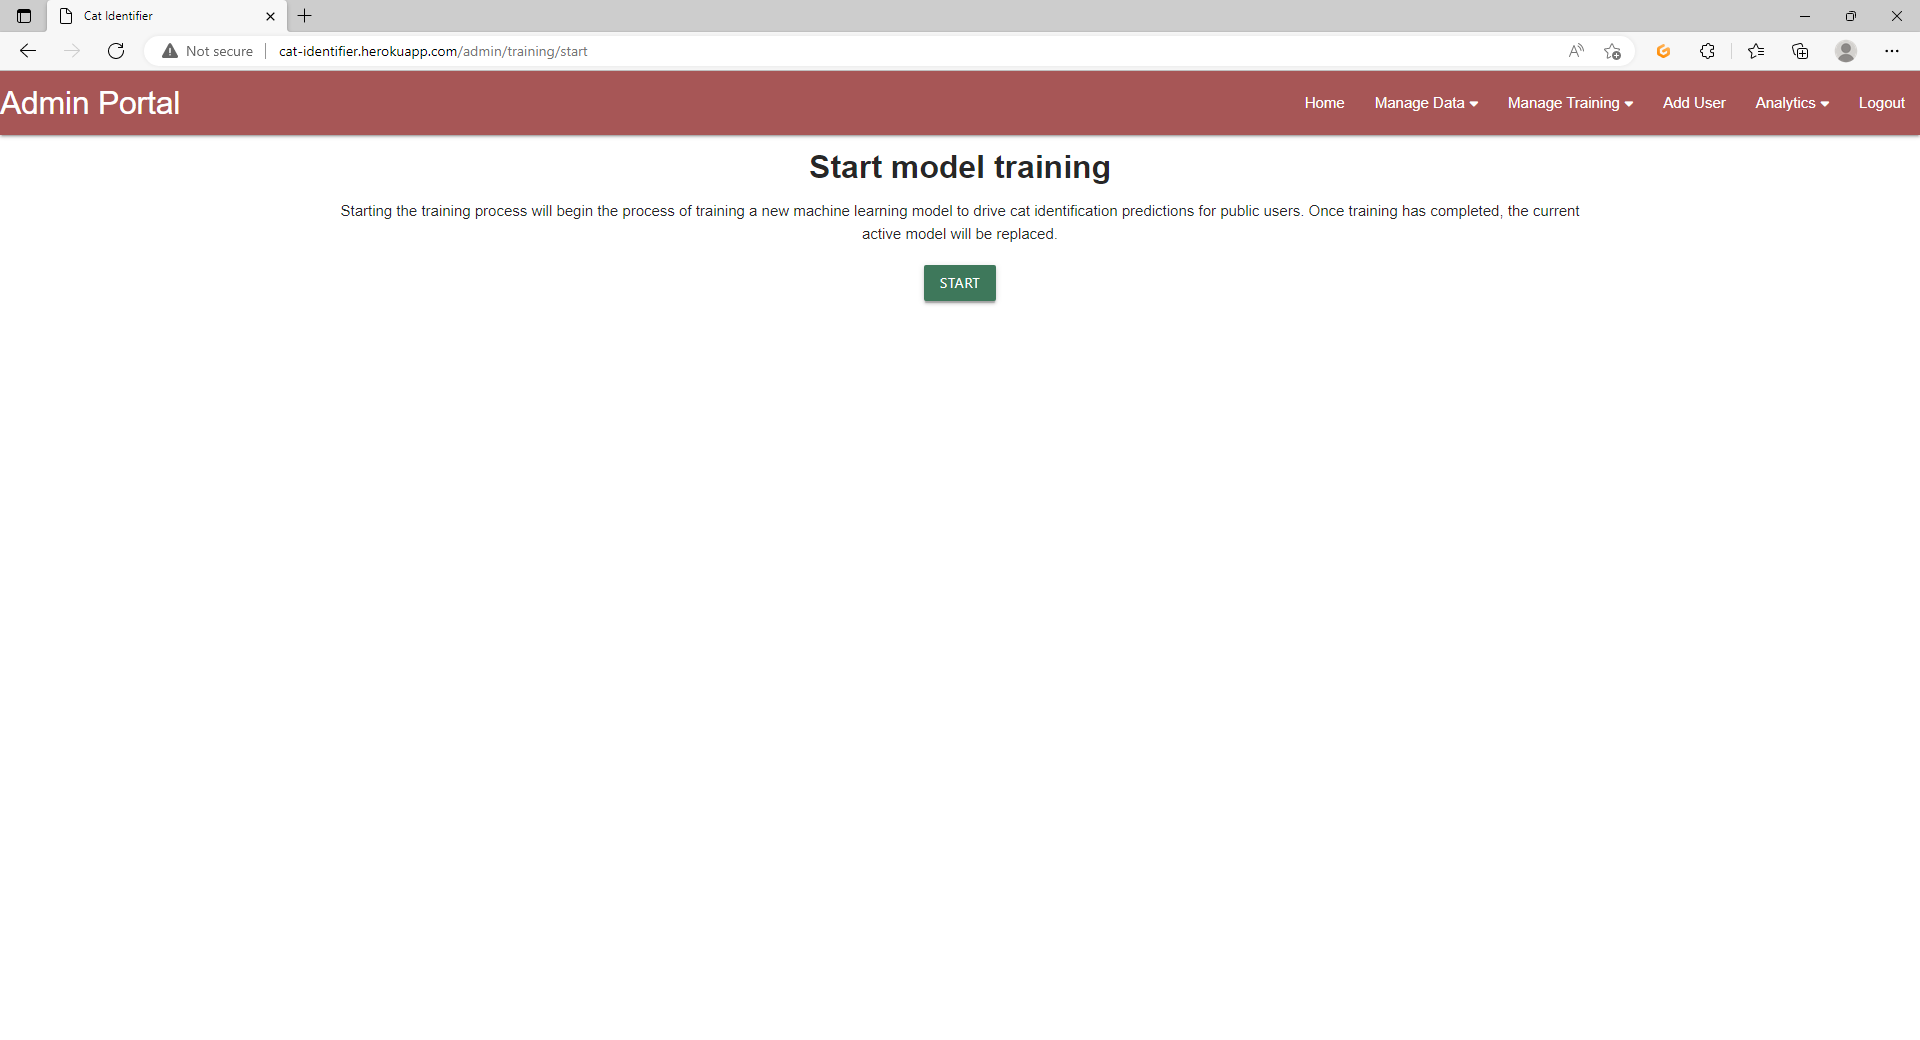 Cat Identifier
Not secure
cat-identifier.herokuapp.com/admin/training/start
Admin Portal
Home
Manage Data
Manage Training
Add User
Analytics
Logout
Start model training
Starting the training process will begin the process of training a new machine learning model to drive cat identification predictions for public users. Once training has completed, the current
active model will be replaced.
START